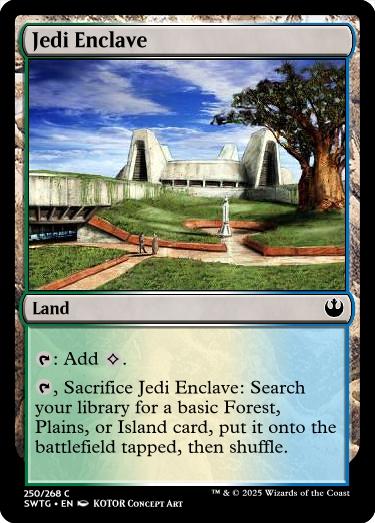 Jedi Enclave
Land
: Add .
, Sacrifice Jedi Enclave: Search
your library for a basic Forest,
Plains, or Island card, put it onto the
battlefield tapped, then shuffle.
250/268 C
SWTG • EN KOTOR Concept Art
™ & © 2025 Wizards of the Coast